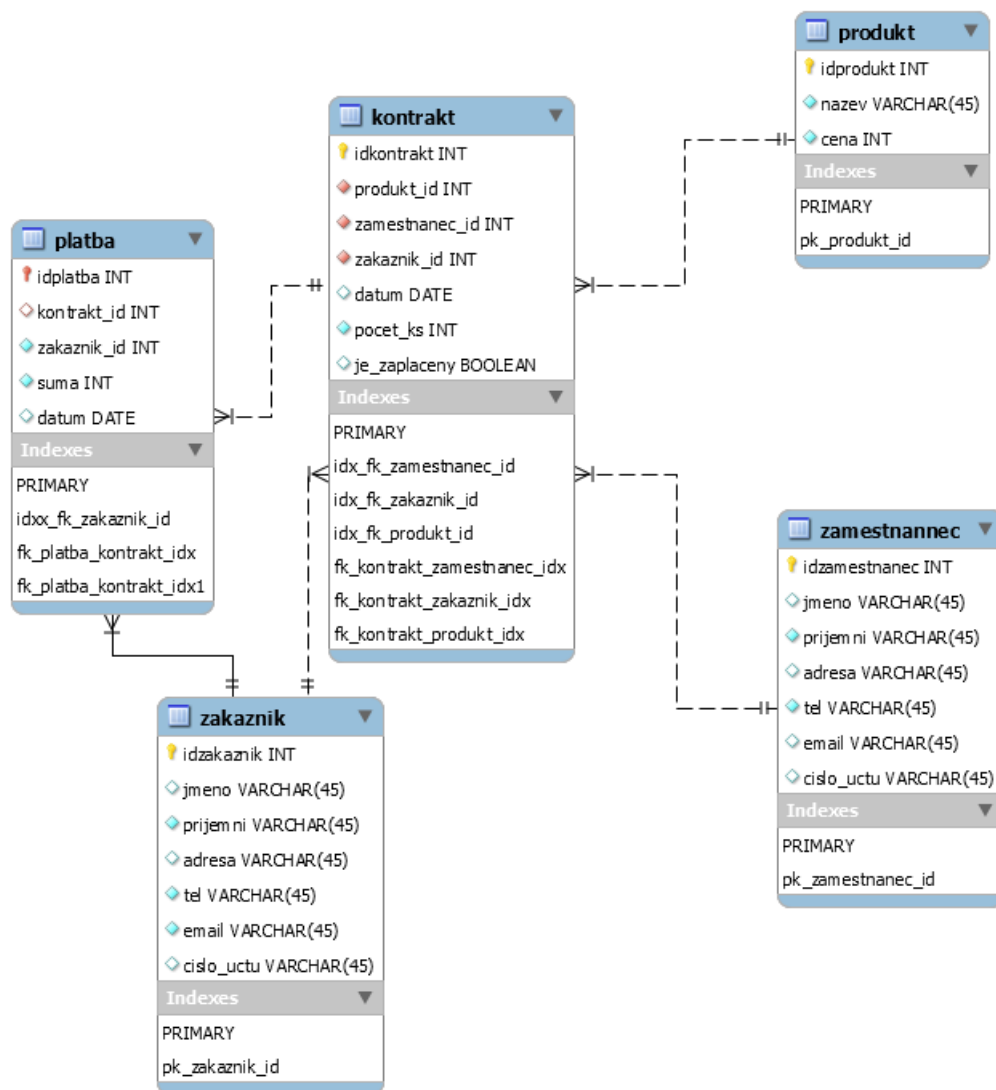 produkt
idprodukt INT
nazev VARCHAR(45)
cena INT
Indexes
PRIMARY
pk_produkt_id
kontrakt
idkontrakt INT
produkt_id INT
zamestnanec_id INT
zakaznik_id INT
datum DATE
pocet_ks INT
je_zaplaceny BOOLEAN
Indexes
PRIMARY
idx_fk_zamestnanec_id
idx_fk_zakaznik_id
idx_fk_produkt_id
fk_kontrakt_zamestnanec_idx
fk_kontrakt_zakaznik_idx
fk_kontrakt_produkt_idx
platba
idplatba INT
kontrakt_id INT
zakaznik_id INT
suma INT
datum DATE
Indexes
PRIMARY
idxx_fk_zakaznik_id
fk_platba_kontrakt_idx
fk_platba_kontrakt_idx1
zamestnannec
idzamestnanec INT
jmeno VARCHAR(45)
prijemni VARCHAR(45)
adresa VARCHAR(45)
tel VARCHAR(45)
email VARCHAR(45)
cislo_uctu VARCHAR(45)
Indexes
PRIMARY
pk_zamestnanec_id
zakaznik
idzakaznik INT
jmeno VARCHAR(45)
prijemni VARCHAR(45)
adresa VARCHAR(45)
tel VARCHAR(45)
email VARCHAR(45)
cislo_uctu VARCHAR(45)
Indexes
PRIMARY
pk_zakaznik_id